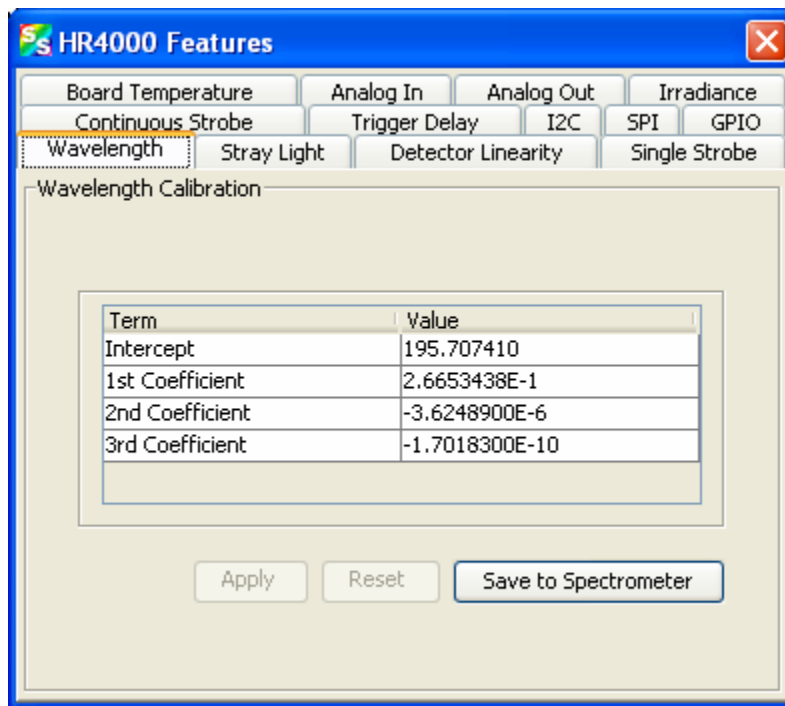 SS HR4000 Features
Board Temperature Analog In Analog Out Irradiance
Continuous Strobe Trigger Delay I2C SPI GPIO
Wavelength Stray Light Detector Linearity Single Strobe
Wavelength Calibration
Term Value
Intercept 195.707410
1st Coefficient 2.6653438E-1
2nd Coefficient -3.6248900E-6
3rd Coefficient -1.7018300E-10
Apply Reset Save to Spectrometer